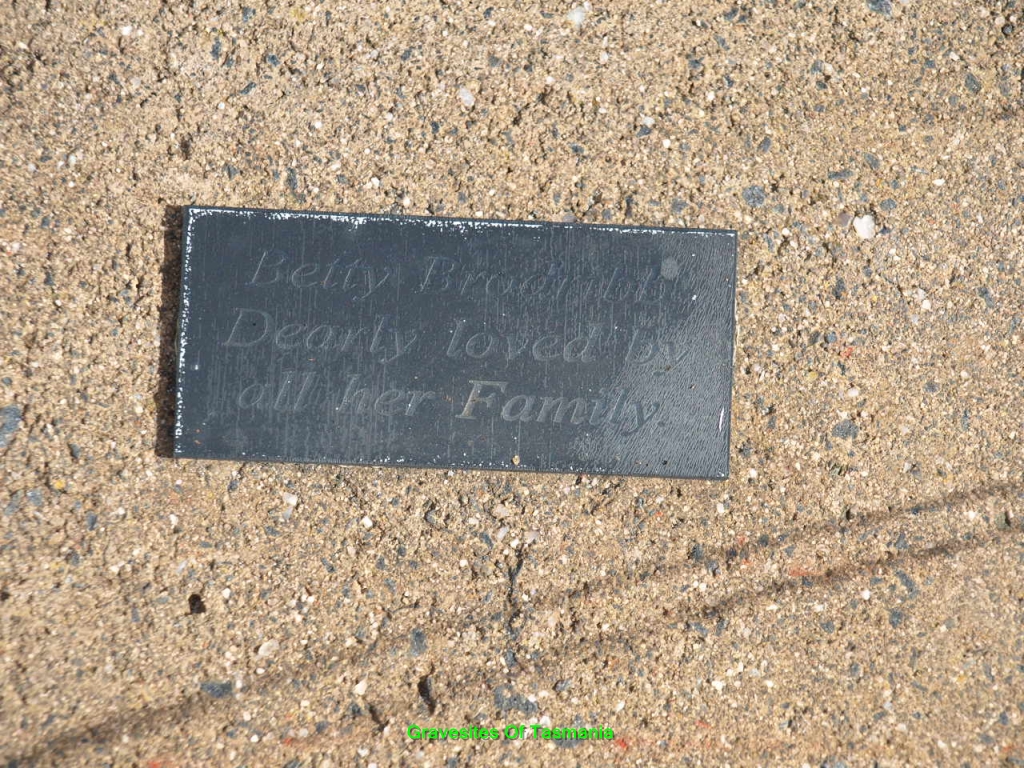 Betty
Dearly loved by
all her Family
Gravesites Of Tasmania